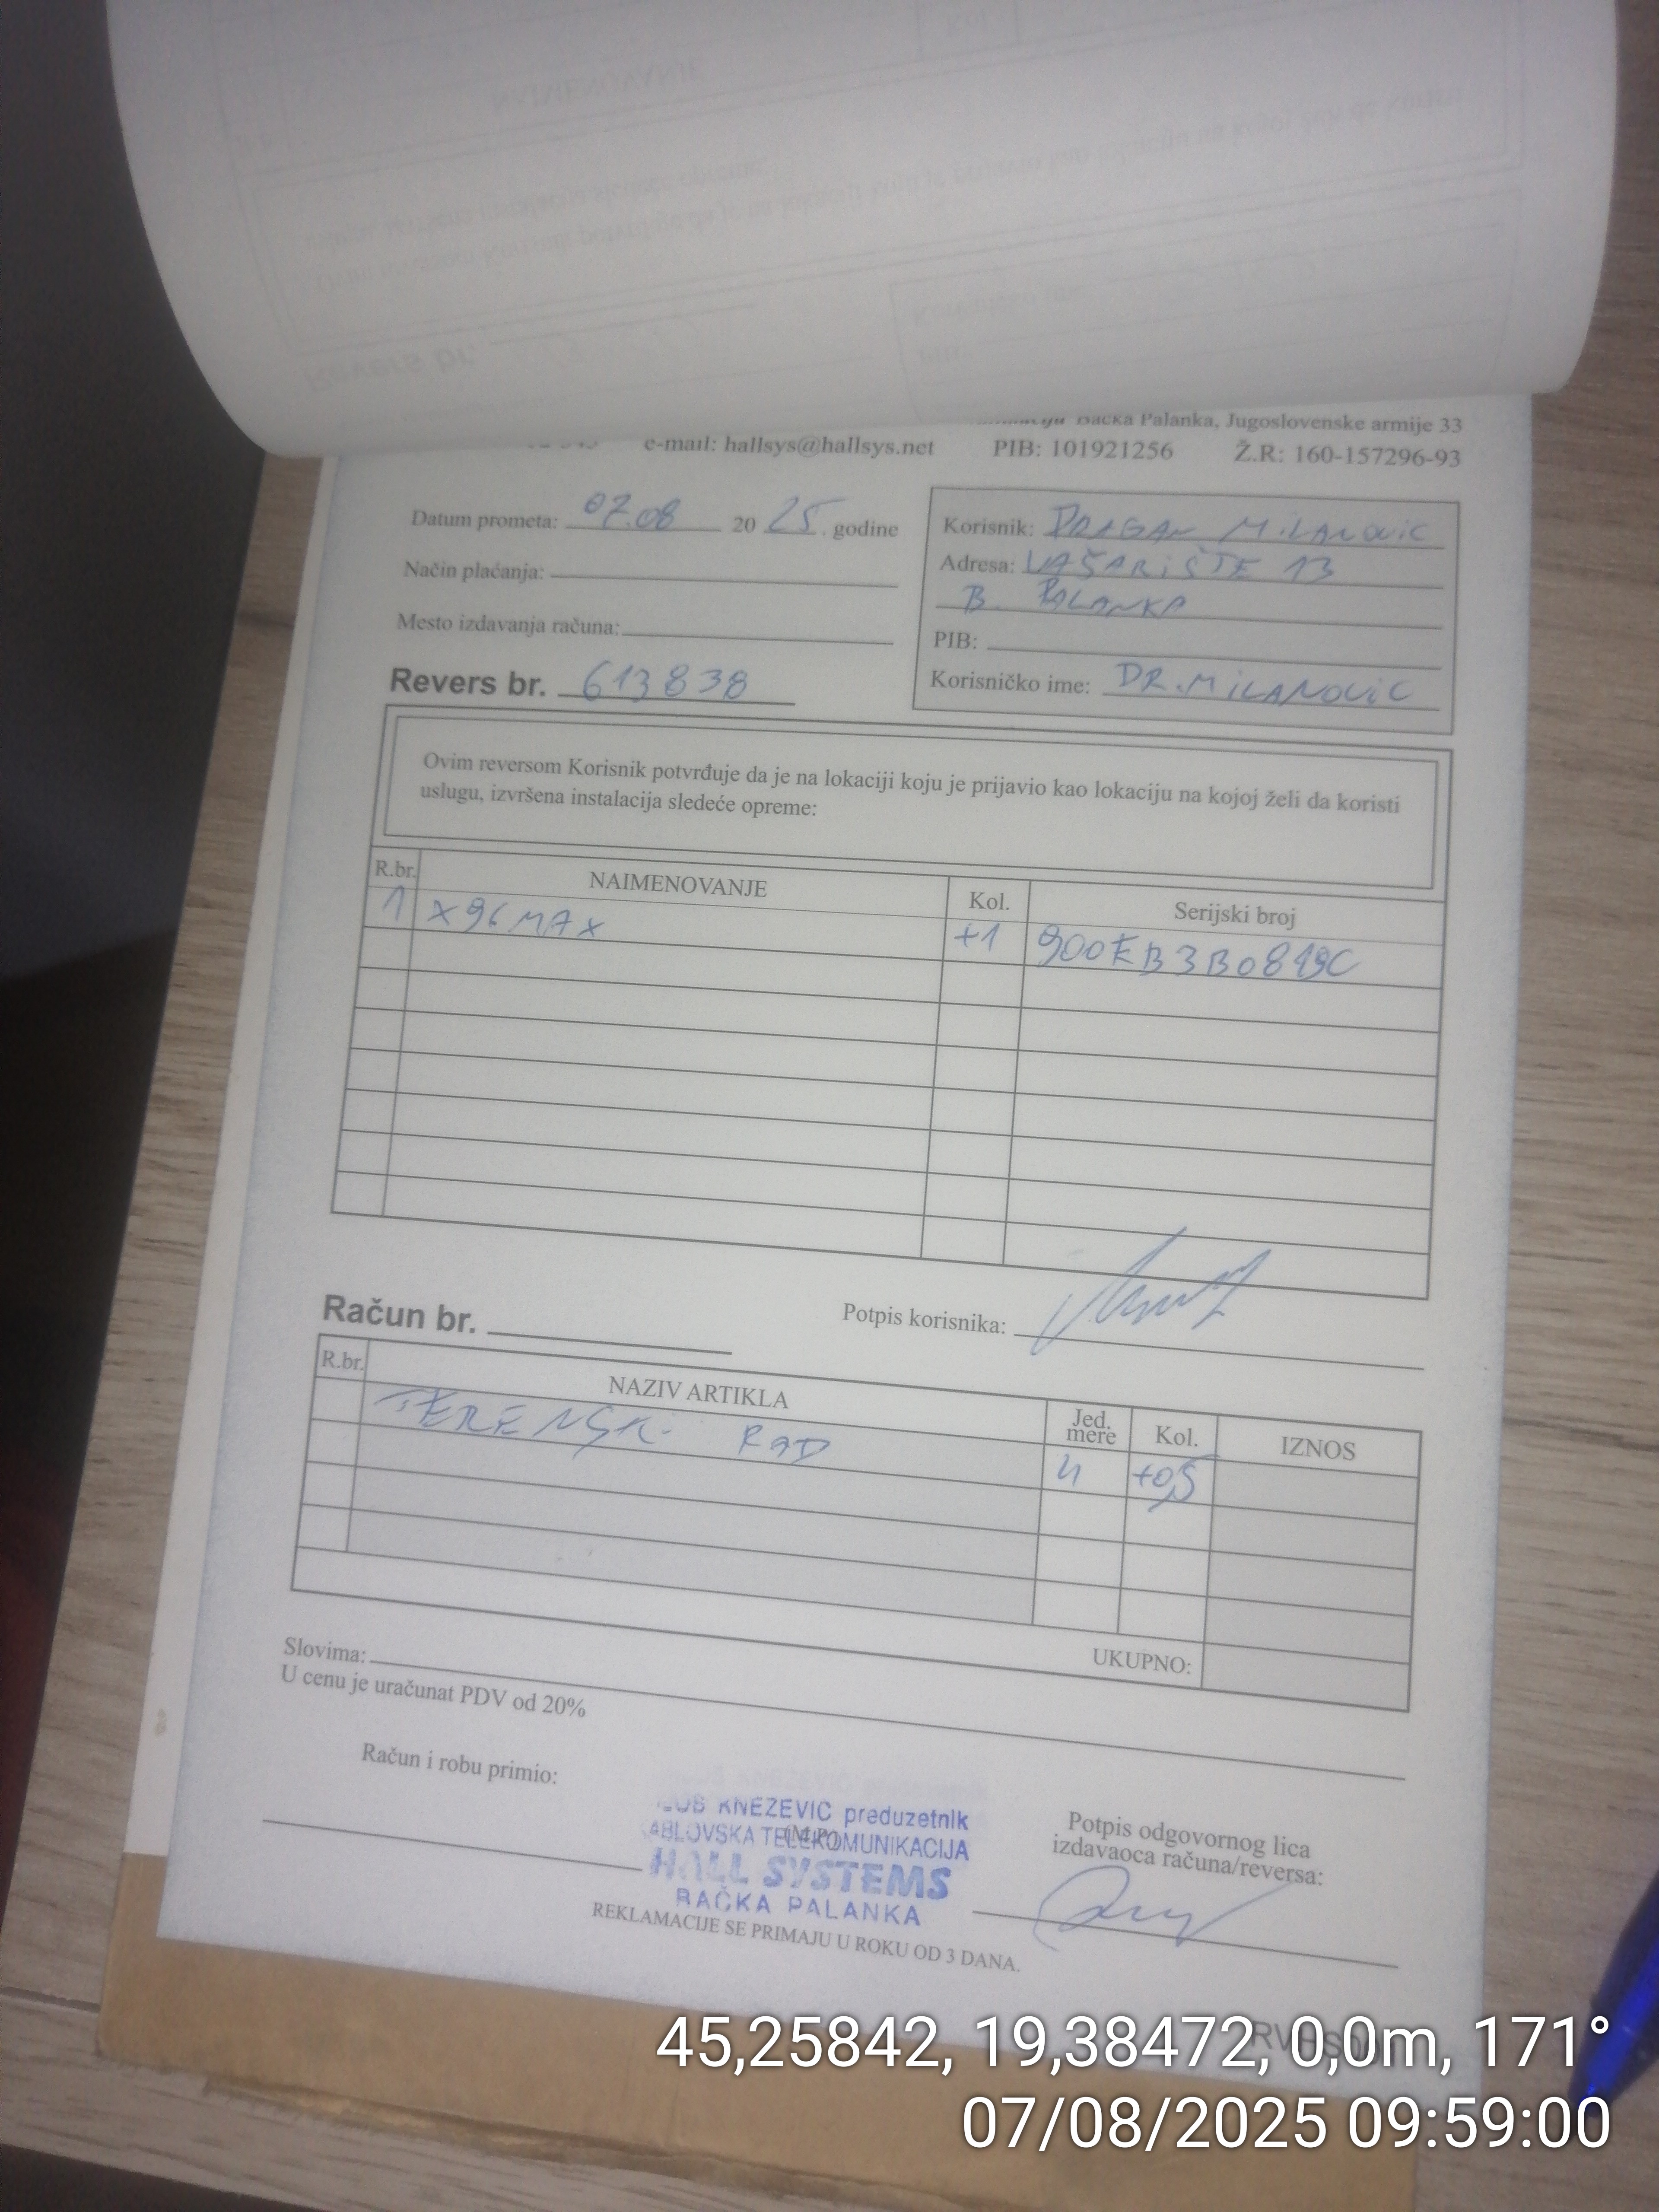 Bačka Palanka, Jugoslovenske armije 33
e-mail: hallsys@hallsys.net PIB: 101921256 Ž.R: 160-157296-93
Datum prometa: 07.08 20 25. godine
Način plaćanja:
Mesto izdavanja računa:
Korisnik: DRAGAN MILANOVIC
Adresa: VAŠARIŠTE 13
B. PALANKA
PIB:
Korisničko ime: DR.MILANOVIC
Revers br. 613838
Ovim reversom Korisnik potvrđuje da je na lokaciji koju je prijavio kao lokaciju na kojoj želi da koristi
uslugu, izvršena instalacija sledeće opreme:
R.br. NAIMENOVANJE Kol. Serijski broj
1 X96MAX +1 900EB3B0819C
Račun br.
Potpis korisnika:
R.br. NAZIV ARTIKLA Jed. mere Kol. IZNOS
TERENSKI RAD +0,5
UKUPNO:
Slovima:
U cenu je uračunat PDV od 20%
Račun i robu primio:
KNEZEVIC preduzetnik
(M.P.)
ABLOVSKA TELEKOMUNIKACIJA
HALL SYSTEMS
BAČKA PALANKA
Potpis odgovornog lica
izdavaoca računa/reversa:
REKLAMACIJE SE PRIMAJU U ROKU OD 3 DANA.
45,25842, 19,38472, 0,0m, 171°
07/08/2025 09:59:00